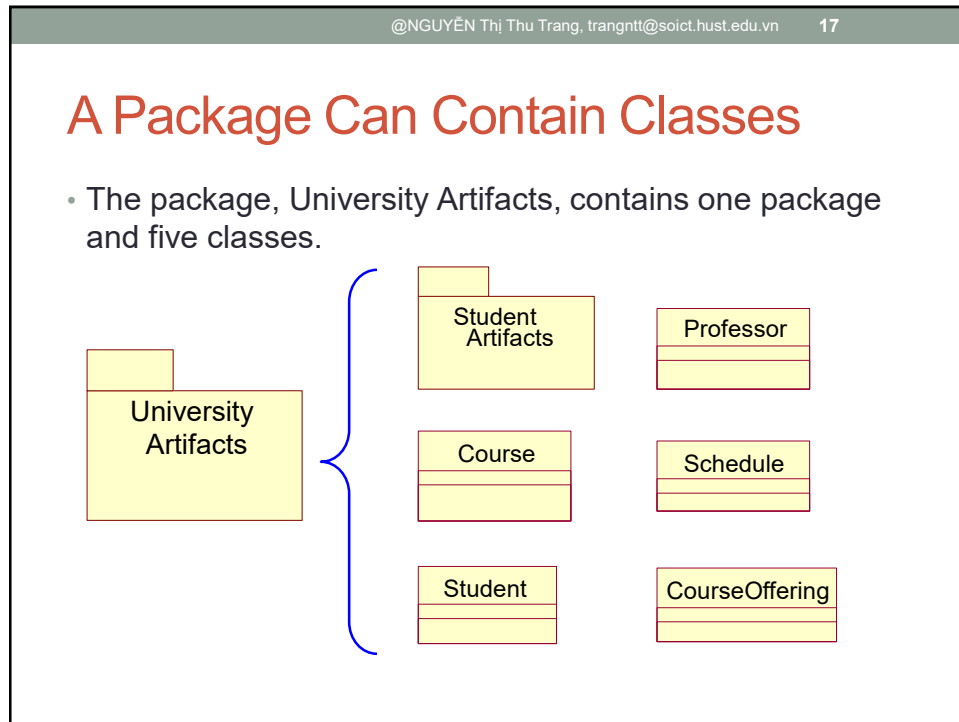 @NGUYỄN Thị Thu Trang, trangntt@soict.hust.edu.vn 17
A Package Can Contain Classes
• The package, University Artifacts, contains one package
and five classes.
University
Artifacts
Student
Artifacts
Professor
Course
Schedule
Student
CourseOffering